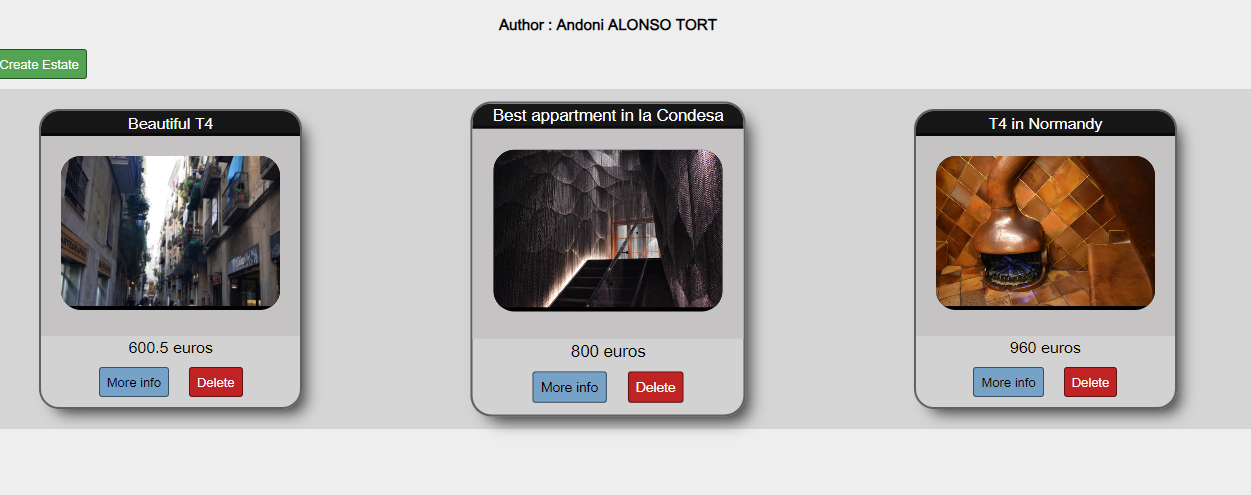 Author : Andoni ALONSO TORT
Create Estate
Beautiful T4
600.5 euros
More info
Delete
Best appartment in la Condesa
800 euros
More info
Delete
T4 in Normandy
960 euros
More info
Delete